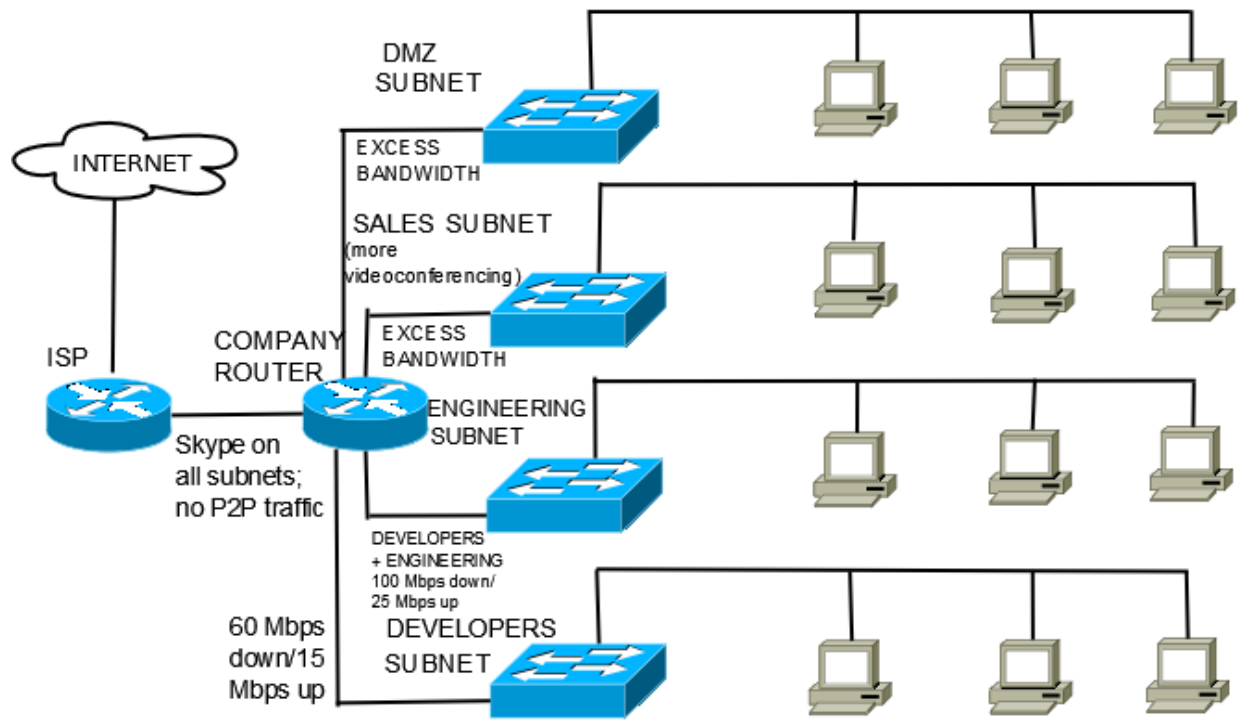 DMZ
SUBNET
INTERNET
EXCESS
BANDWIDTH
SALES SUBNET
(more
videoconferencing)
EXCESS
BANDWIDTH
ISP
COMPANY
ROUTER
ENGINEERING
SUBNET
Skype on
all subnets;
no P2P traffic
DEVELOPERS
+ ENGINEERING
100 Mbps down/
25 Mbps up
60 Mbps
down/15
Mbps up
DEVELOPERS
SUBNET